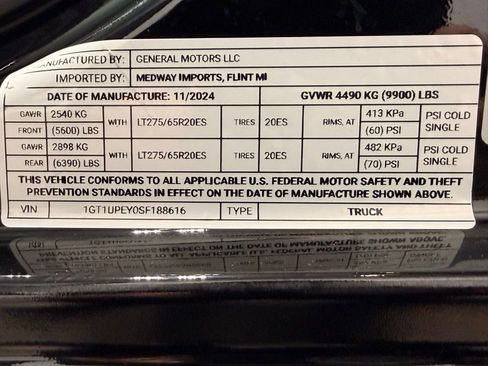 MANUFACTURED BY: GENERAL MOTORS LLC
IMPORTED BY: MEDWAY IMPORTS, FLINT MI
DATE OF MANUFACTURE: 11/2024 GVWR 4490 KG (9900) LBS
GAWR 2540 KG WITH LT275/65R20ES TIRES 20ES RIMS, AT 413 KPa PSI COLD
FRONT (5600) LBS (60) PSI SINGLE
GAWR 2898 KG WITH LT275/65R20ES TIRES 20ES RIMS, AT 482 KPa PSI COLD
REAR (6390) LBS (70) PSI SINGLE
THIS VEHICLE CONFORMS TO ALL APPLICABLE U.S. FEDERAL MOTOR SAFETY AND THEFT
PREVENTION STANDARDS IN EFFECT ON THE DATE OF MANUFACTURE SHOWN ABOVE.
VIN 1GT1UPEY0SF188616 TYPE TRUCK